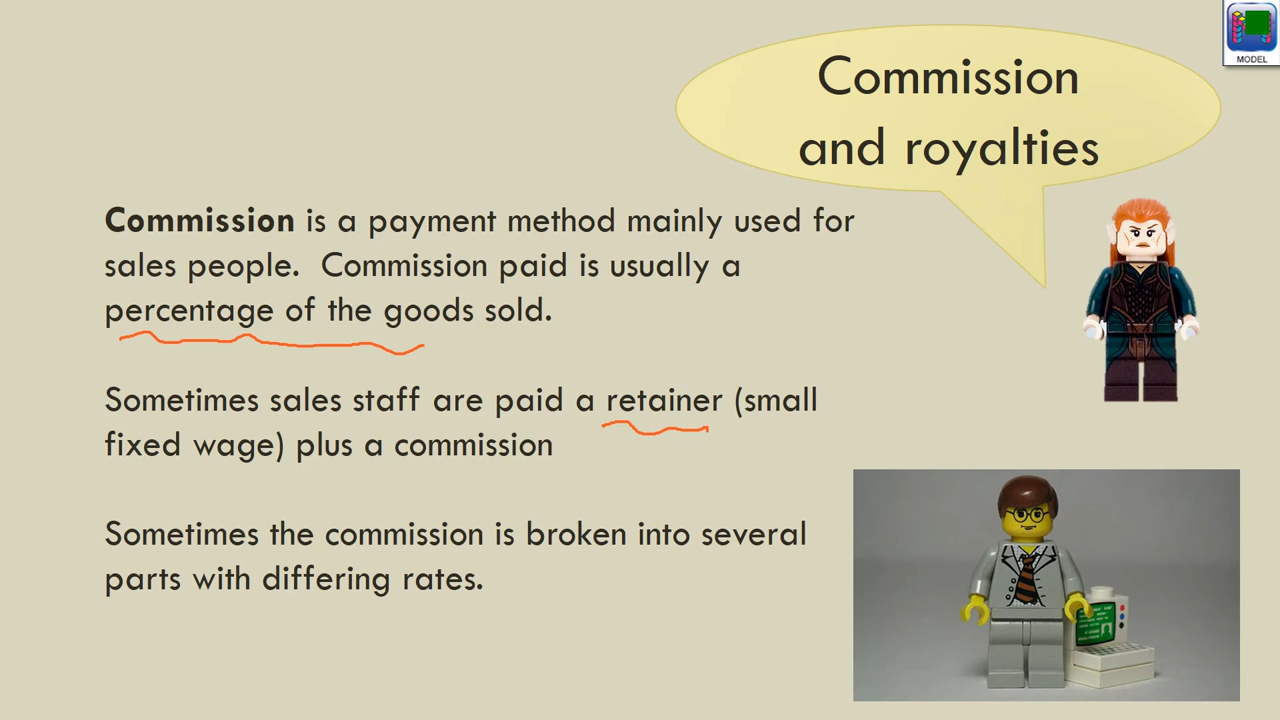 MODEL
Commission
and royalties
Commission is a payment method mainly used for
sales people.  Commission paid is usually a
percentage of the goods sold.
Sometimes sales staff are paid a retainer (small
fixed wage) plus a commission
Sometimes the commission is broken into several
parts with differing rates.